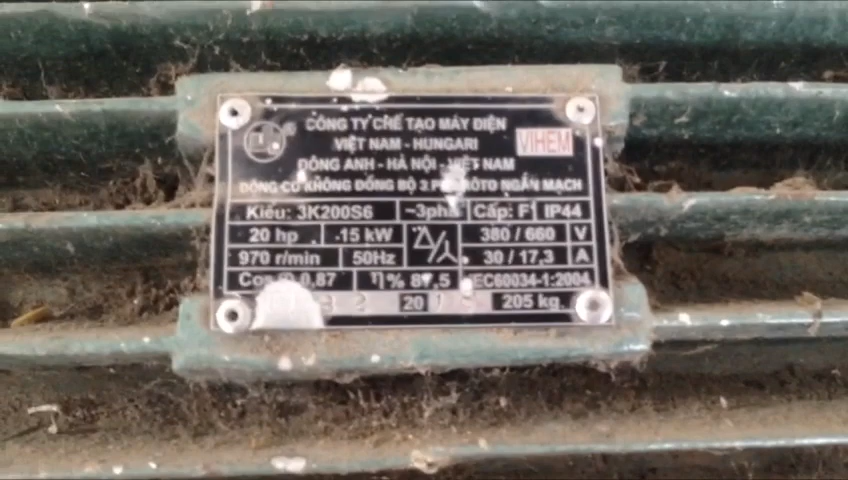 CÔNG TY CHẾ TẠO MÁY ĐIỆN
VIỆT NAM - HUNGARI
VIHEM
ĐÔNG ANH - HÀ NỘI - VIỆT NAM
ĐỘNG CƠ KHÔNG ĐỒNG BỘ 3 RÔTO NGẮN MẠCH
Kiểu: 3K200S6 ~3pha Cấp: F IP44
20 hp 15 kW Δ/Y 380 / 660 V
970 r/min 50Hz 30 / 17,3 A
Cos φ 0,87 η% 87,5 IEC60034-1:2004
20 205 kg